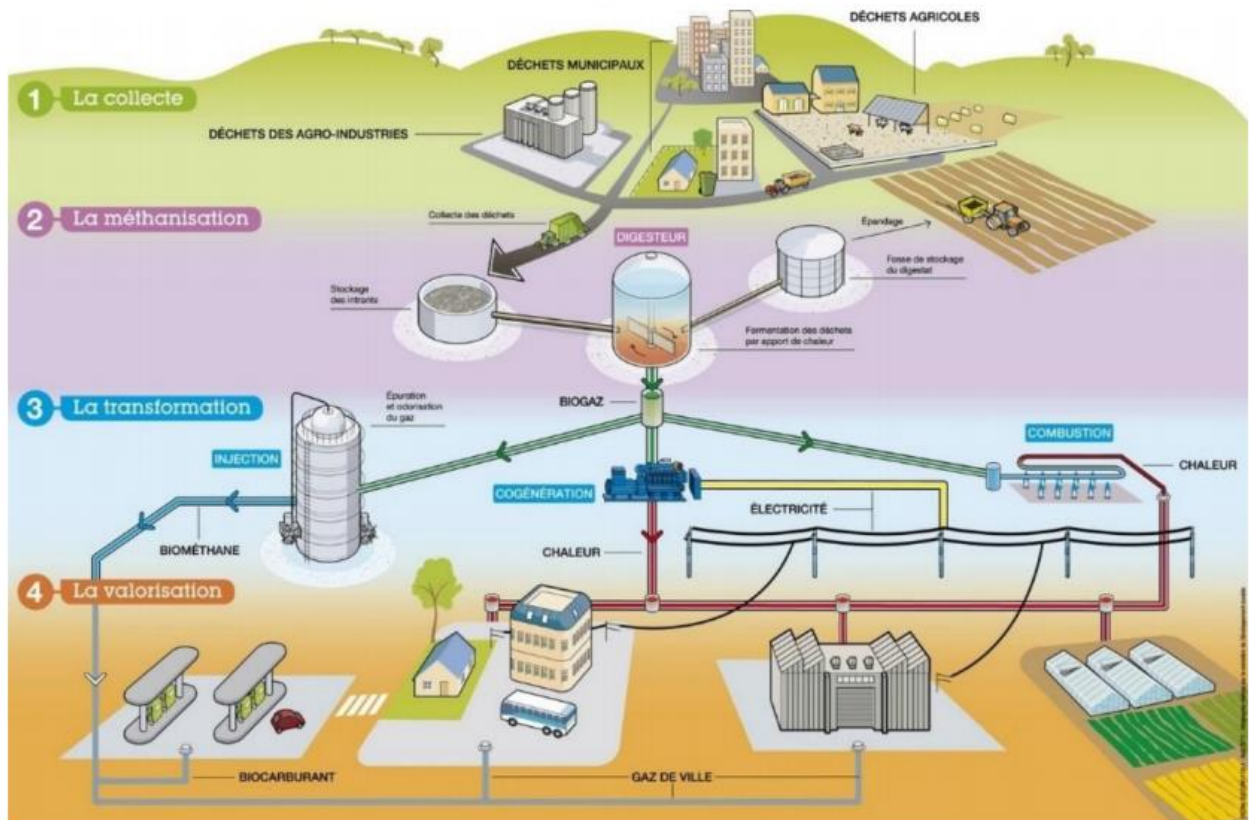 DÉCHETS AGRICOLES
DÉCHETS MUNICIPAUX
1 La collecte
DÉCHETS DES AGRO-INDUSTRIES
2 La méthanisation
Collecte des déchets
DIGESTEUR
Épandage
Fosse de stockage
du digestat
Stockage
des intrants
Fermentation des déchets
par apport de chaleur
3 La transformation
Épuration
et odorisation
du gaz
BIOGAZ
COMBUSTION
INJECTION
CHALEUR
COGÉNÉRATION
ÉLECTRICITÉ
BIOMÉTHANE
CHALEUR
4 La valorisation
BIOCARBURANT
GAZ DE VILLE